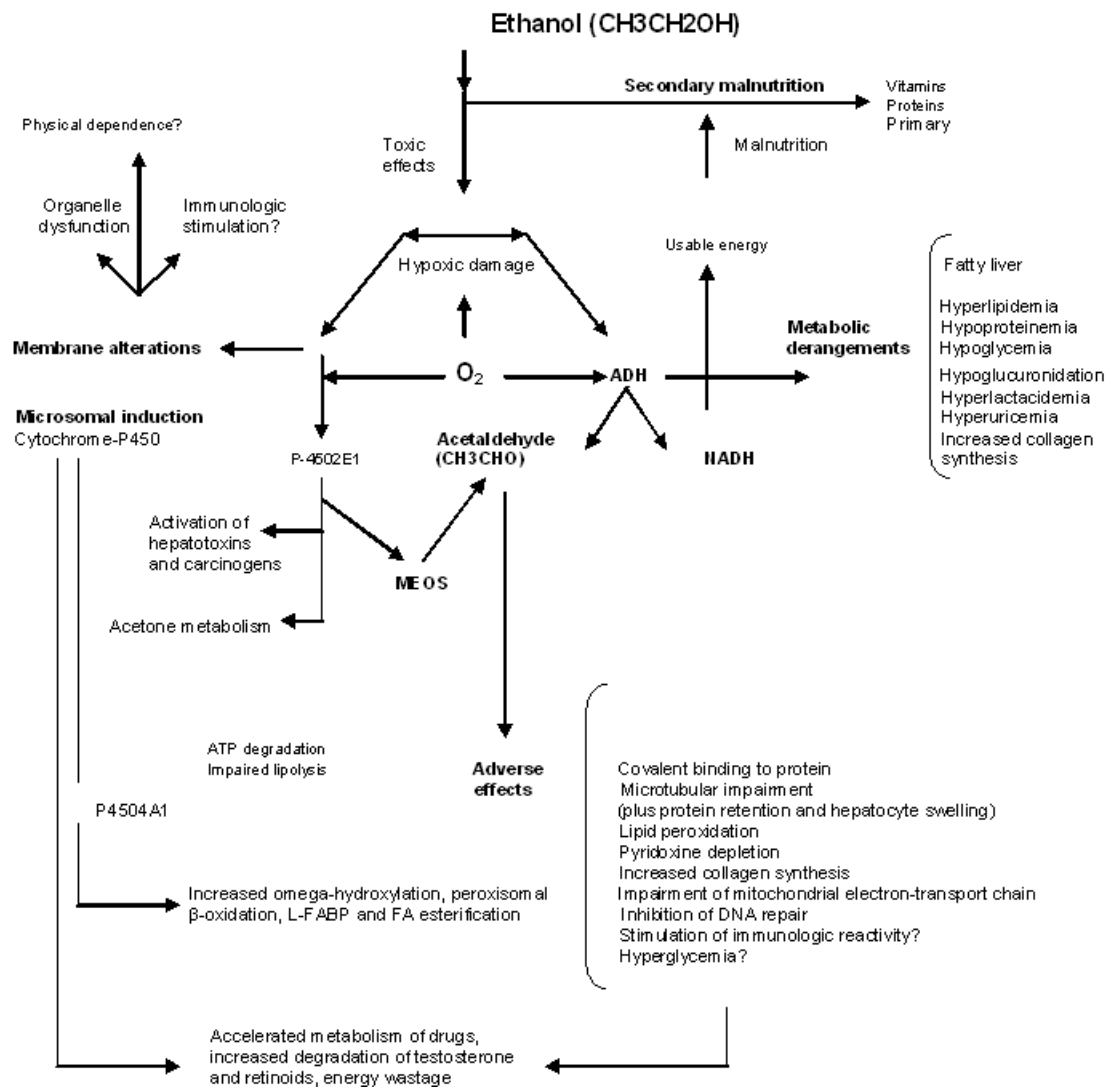 Ethanol (CH3CH2OH)
Secondary malnutrition
Vitamins
Proteins
Primary
Physical dependence?
Toxic
effects
Malnutrition
Organelle
dysfunction
Immunologic
stimulation?
Usable energy
Hypoxic damage
Fatty liver
Hyperlipidemia
Hypoproteinemia
Hypoglycemia
Hypoglucuronidation
Hyperlactacidemia
Hyperuricemia
Increased collagen
synthesis
Metabolic
derangements
Membrane alterations
O2
ADH
Microsomal induction
Cytochrome-P450
P-4502E1
Acetaldehyde
(CH3CHO)
NADH
Activation of
hepatotoxins
and carcinogens
MEOS
Acetone metabolism
ATP degradation
Impaired lipolysis
Adverse
effects
Covalent binding to protein
Microtubular impairment
(plus protein retention and hepatocyte swelling)
Lipid peroxidation
Pyridoxine depletion
Increased collagen synthesis
Impairment of mitochondrial electron-transport chain
Inhibition of DNA repair
Stimulation of immunologic reactivity?
Hyperglycemia?
P4504A1
Increased omega-hydroxylation, peroxisomal
β-oxidation, L-FABP and FA esterification
Accelerated metabolism of drugs,
increased degradation of testosterone
and retinoids, energy wastage